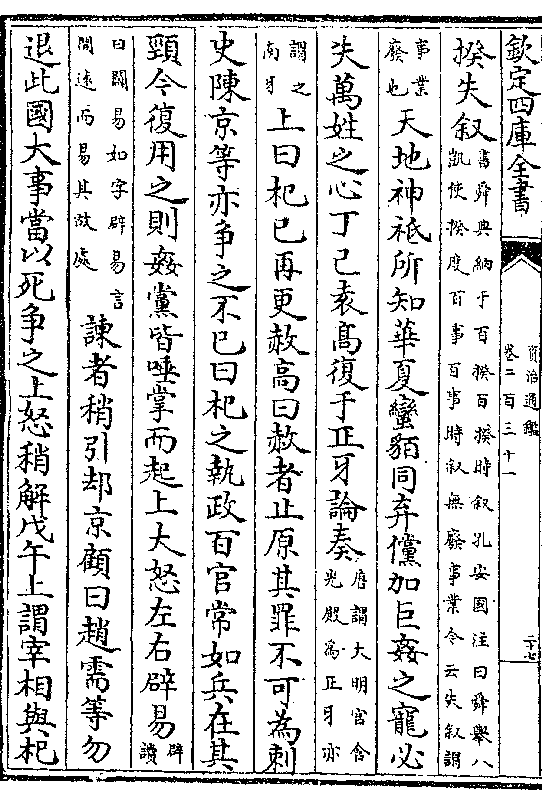 欽定四庫全書
資治通鑑
卷二百三十一
二十七
揆失叙書舜典納于百揆百揆時叙孔安國注曰舜舉八凱使揆度百事百事時叙無廢事業今云失叙謂
事業廢也天地神祇所知華夏蠻貊同弃儻加巨姦之寵必
失萬姓之心丁已袁髙復于正牙論奏唐謂大明宫含光殿為正牙亦
謂之南牙上曰杞已再更赦高曰赦者止原其罪不可為刺
史陳京等亦争之不已曰杞之執政百官常如兵在其
頸今復用之則姦黨皆唾掌而起上大怒左右辟易辟讀
曰闢易如字辟易言開逺而易其故處諫者稍引却京顧曰趙需等勿
退此國大事當以死争之上怒稍解戊午上謂宰相與杞